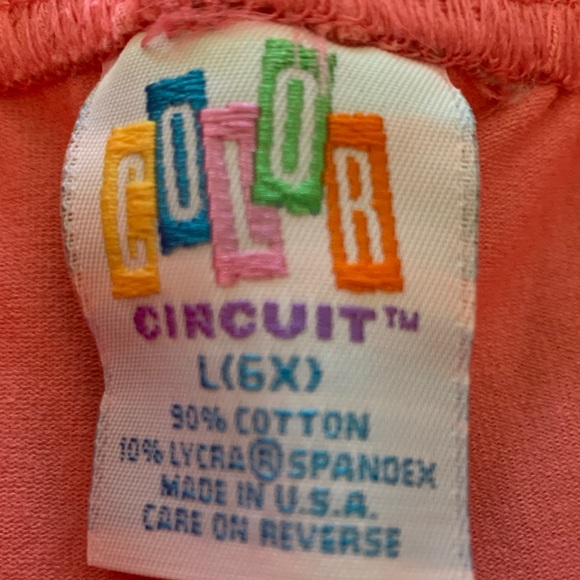 COLOR
CIRCUIT™
L(6X)
90% COTTON
10% LYCRA® SPANDEX
MADE IN U.S.A.
CARE ON REVERSE